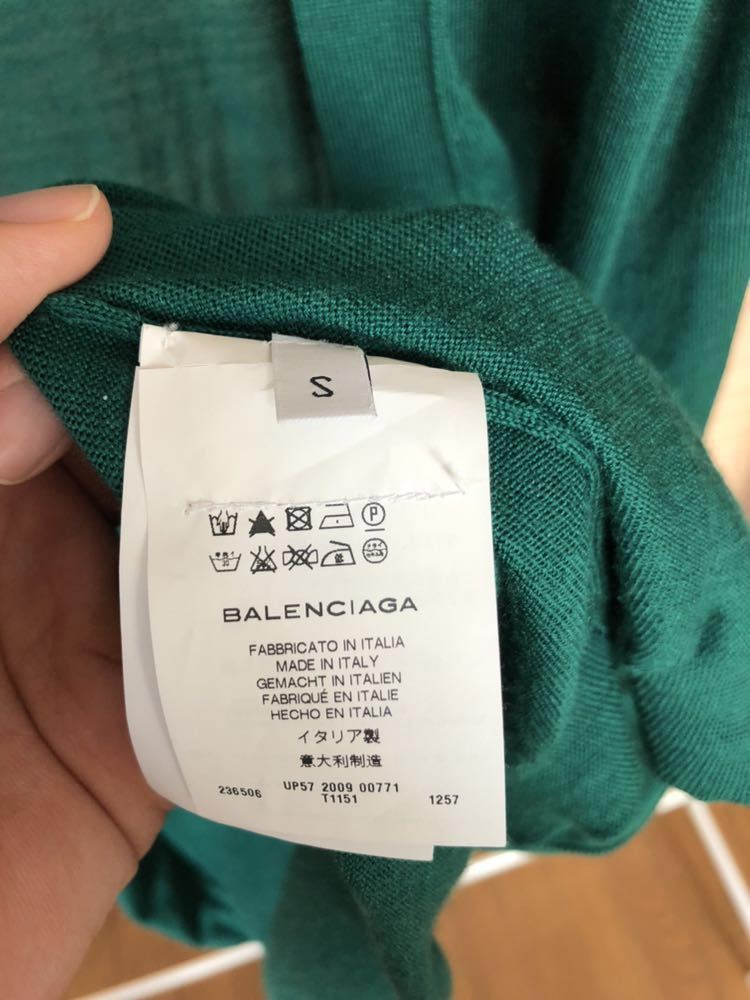 S
BALENCIAGA
FABBRICATO IN ITALIA
MADE IN ITALY
GEMACHT IN ITALIEN
FABRIQUÉ EN ITALIE
HECHO EN ITALIA
イタリア製
意大利制造
236506 UP57 2009 00771 1257
T1151